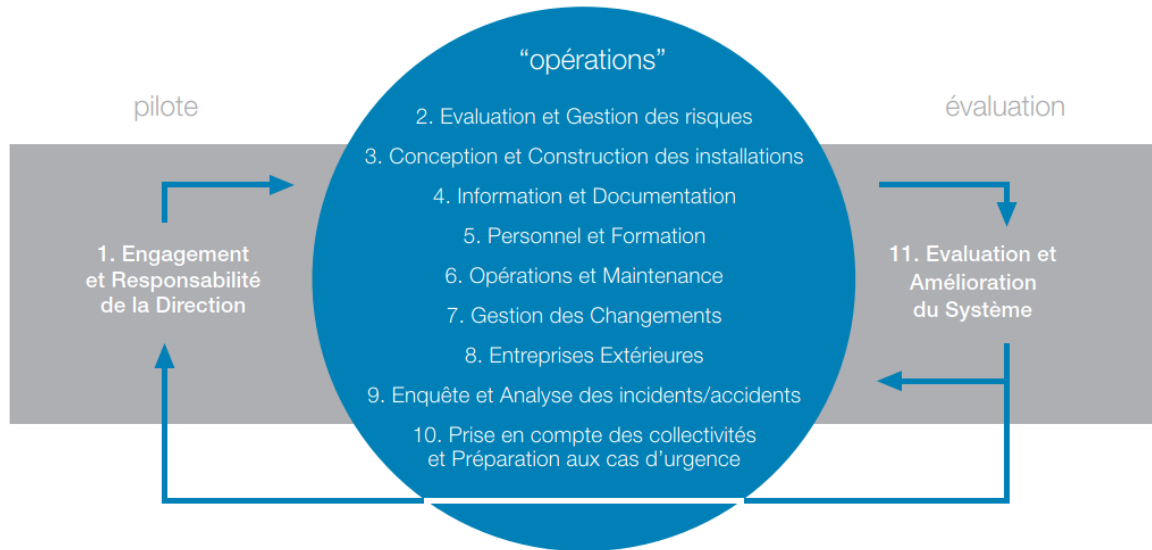 pilote
1. Engagement
et Responsabilité
de la Direction
“opérations”
2. Evaluation et Gestion des risques
3. Conception et Construction des installations
4. Information et Documentation
5. Personnel et Formation
6. Opérations et Maintenance
7. Gestion des Changements
8. Entreprises Extérieures
9. Enquête et Analyse des incidents/accidents
10. Prise en compte des collectivités
et Préparation aux cas d’urgence
évaluation
11. Evaluation et
Amélioration
du Système